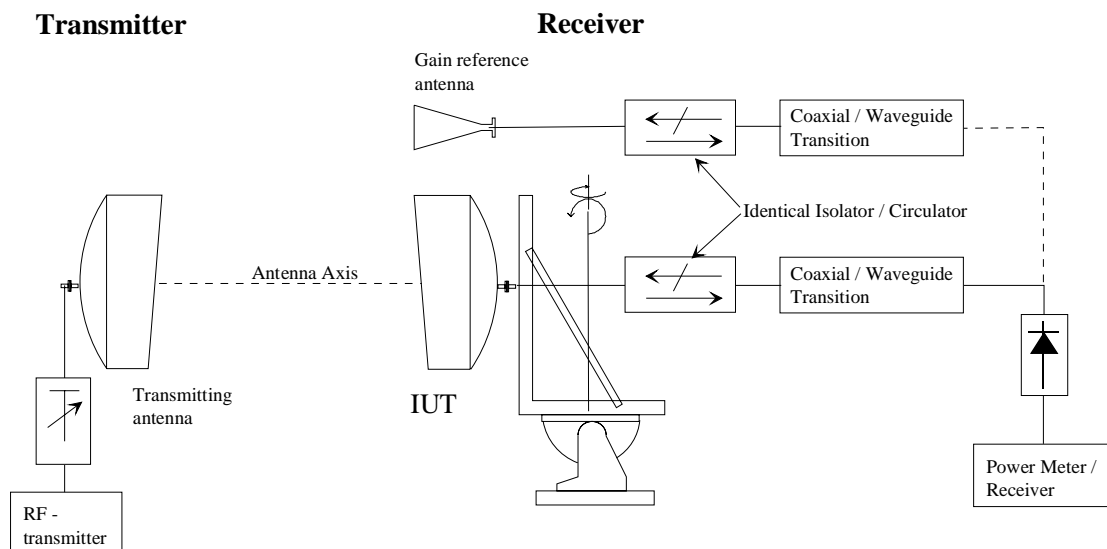 Transmitter
Receiver
Gain reference
antenna
Coaxial / Waveguide
Transition
Identical Isolator / Circulator
Antenna Axis
Coaxial / Waveguide
Transition
Transmitting
antenna
IUT
Power Meter /
Receiver
RF -
transmitter